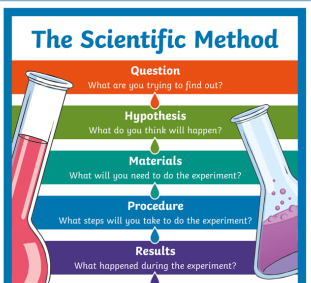 The Scientific Method
Question
What are you trying to find out?
Hypothesis
What do you think will happen?
Materials
What will you need to do the experiment?
Procedure
What steps will you take to do the experiment?
Results
What happened during the experiment?